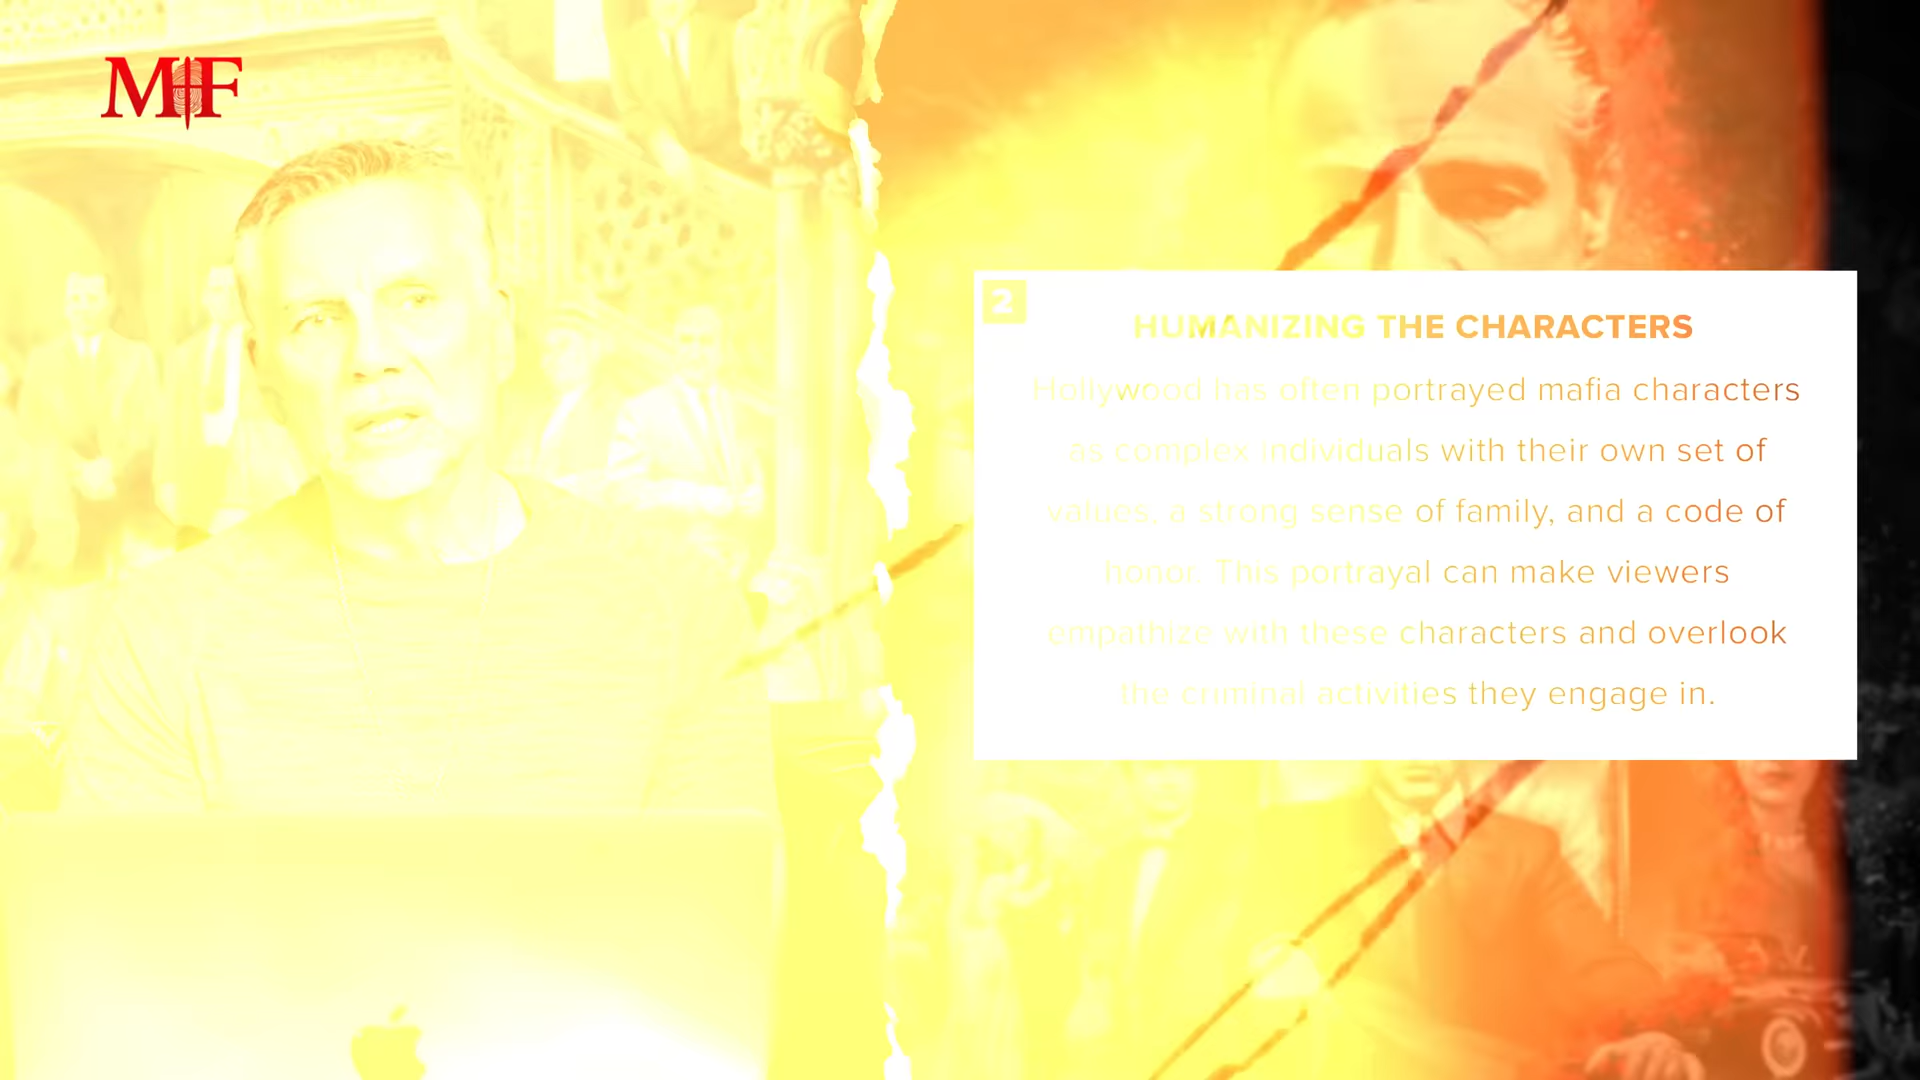 MF
2
HUMANIZING THE CHARACTERS
Hollywood has often portrayed mafia characters
as complex individuals with their own set of
values, a strong sense of family, and a code of
honor. This portrayal can make viewers
empathize with these characters and overlook
the criminal activities they engage in.